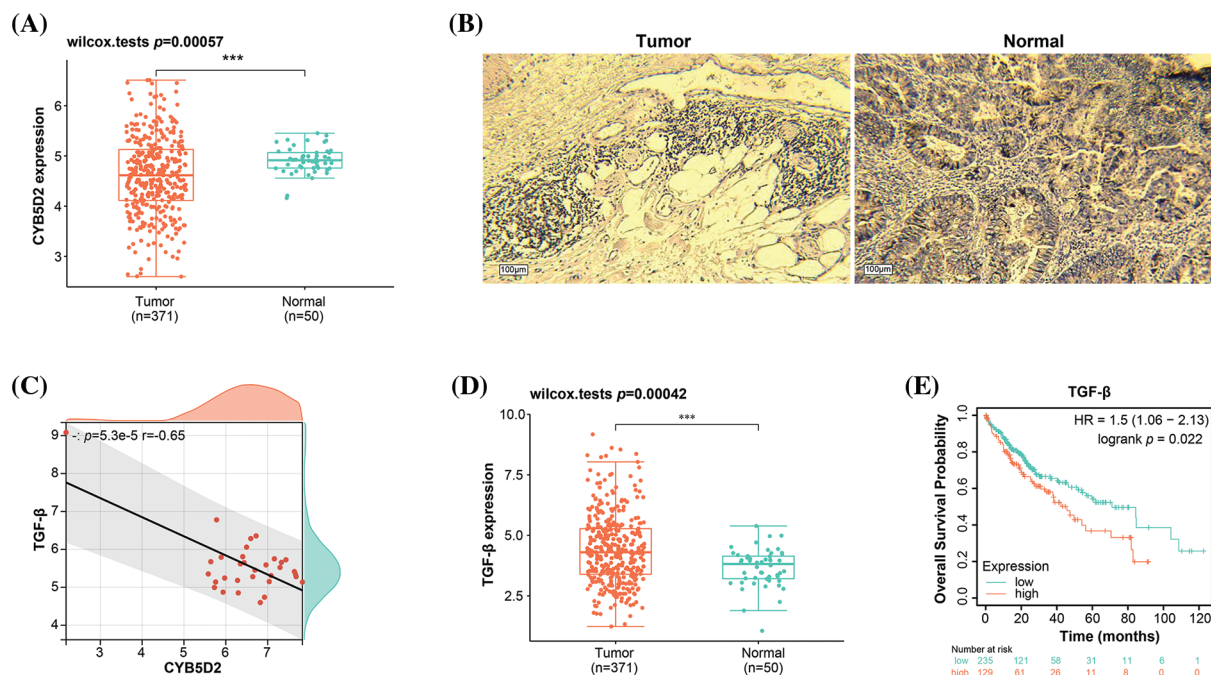 (A)
wilcox.tests p=0.00057
***
CYB5D2 expression
6
5
4
3
Tumor
(n=371)
Normal
(n=50)
(B)
Tumor
Normal
100μm
100μm
(C)
-: p=5.3e-5 r=-0.65
TGF-β
9
8
7
6
5
4
3 4 5 6 7
CYB5D2
(D)
wilcox.tests p=0.00042
***
TGF-β expression
10.0
7.5
5.0
2.5
Tumor
(n=371)
Normal
(n=50)
(E)
TGF-β
HR = 1.5 (1.06 − 2.13)
logrank p = 0.022
Overall Survival Probability
1.0
0.8
0.6
0.4
0.2
0.0
Expression
low
high
0 20 40 60 80 100 120
Time (months)
Number at risk
low 235 121 58 31 11 6 1
high 129 61 26 11 8 0 0